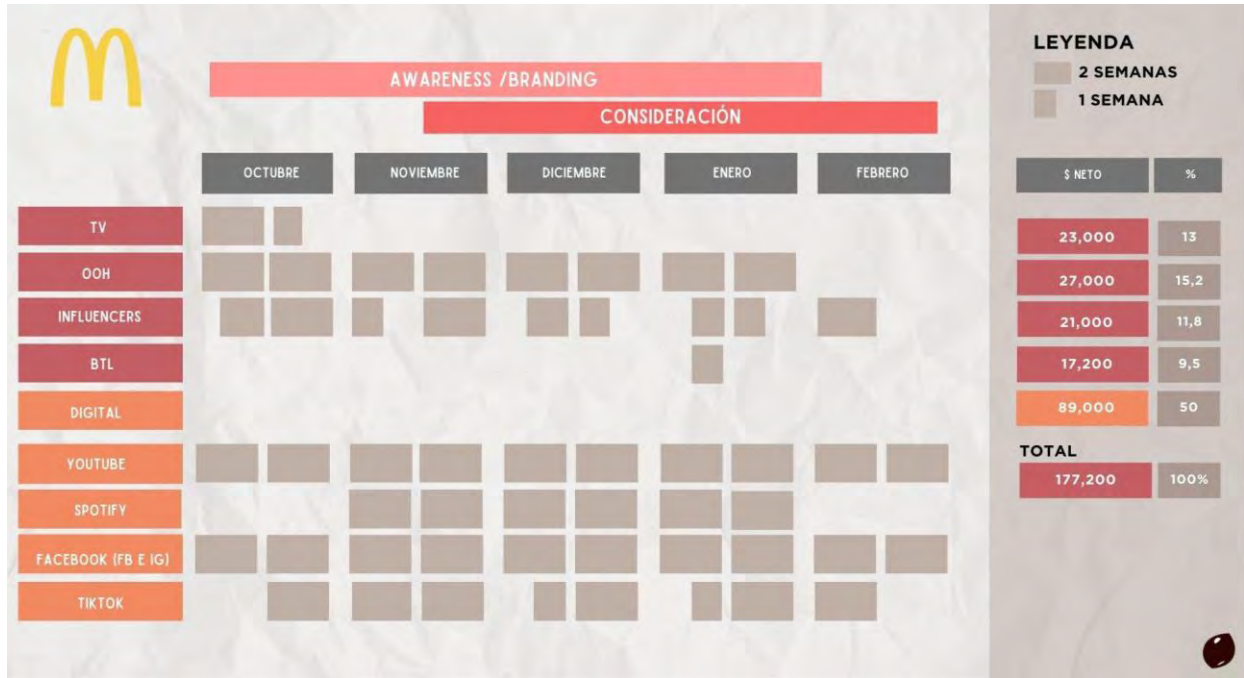 LEYENDA
2 SEMANAS
1 SEMANA
AWARENESS /BRANDING
CONSIDERACIÓN
OCTUBRE NOVIEMBRE DICIEMBRE ENERO FEBRERO $ NETO %
TV 23,000 13
OOH 27,000 15,2
INFLUENCERS 21,000 11,8
BTL 17,200 9,5
DIGITAL 89,000 50
YOUTUBE
TOTAL
177,200 100%
SPOTIFY
FACEBOOK (FB E IG)
TIKTOK